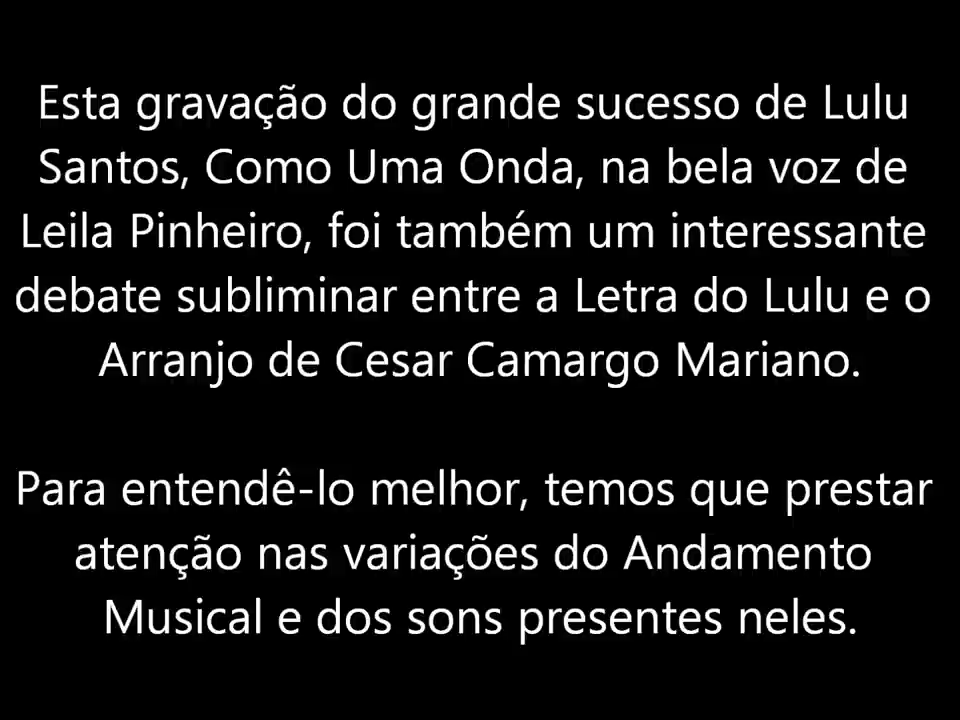 Esta gravação do grande sucesso de Lulu
Santos, Como Uma Onda, na bela voz de
Leila Pinheiro, foi também um interessante
debate subliminar entre a Letra do Lulu e o
Arranjo de Cesar Camargo Mariano.
Para entendê-lo melhor, temos que prestar
atenção nas variações do Andamento
Musical e dos sons presentes neles.